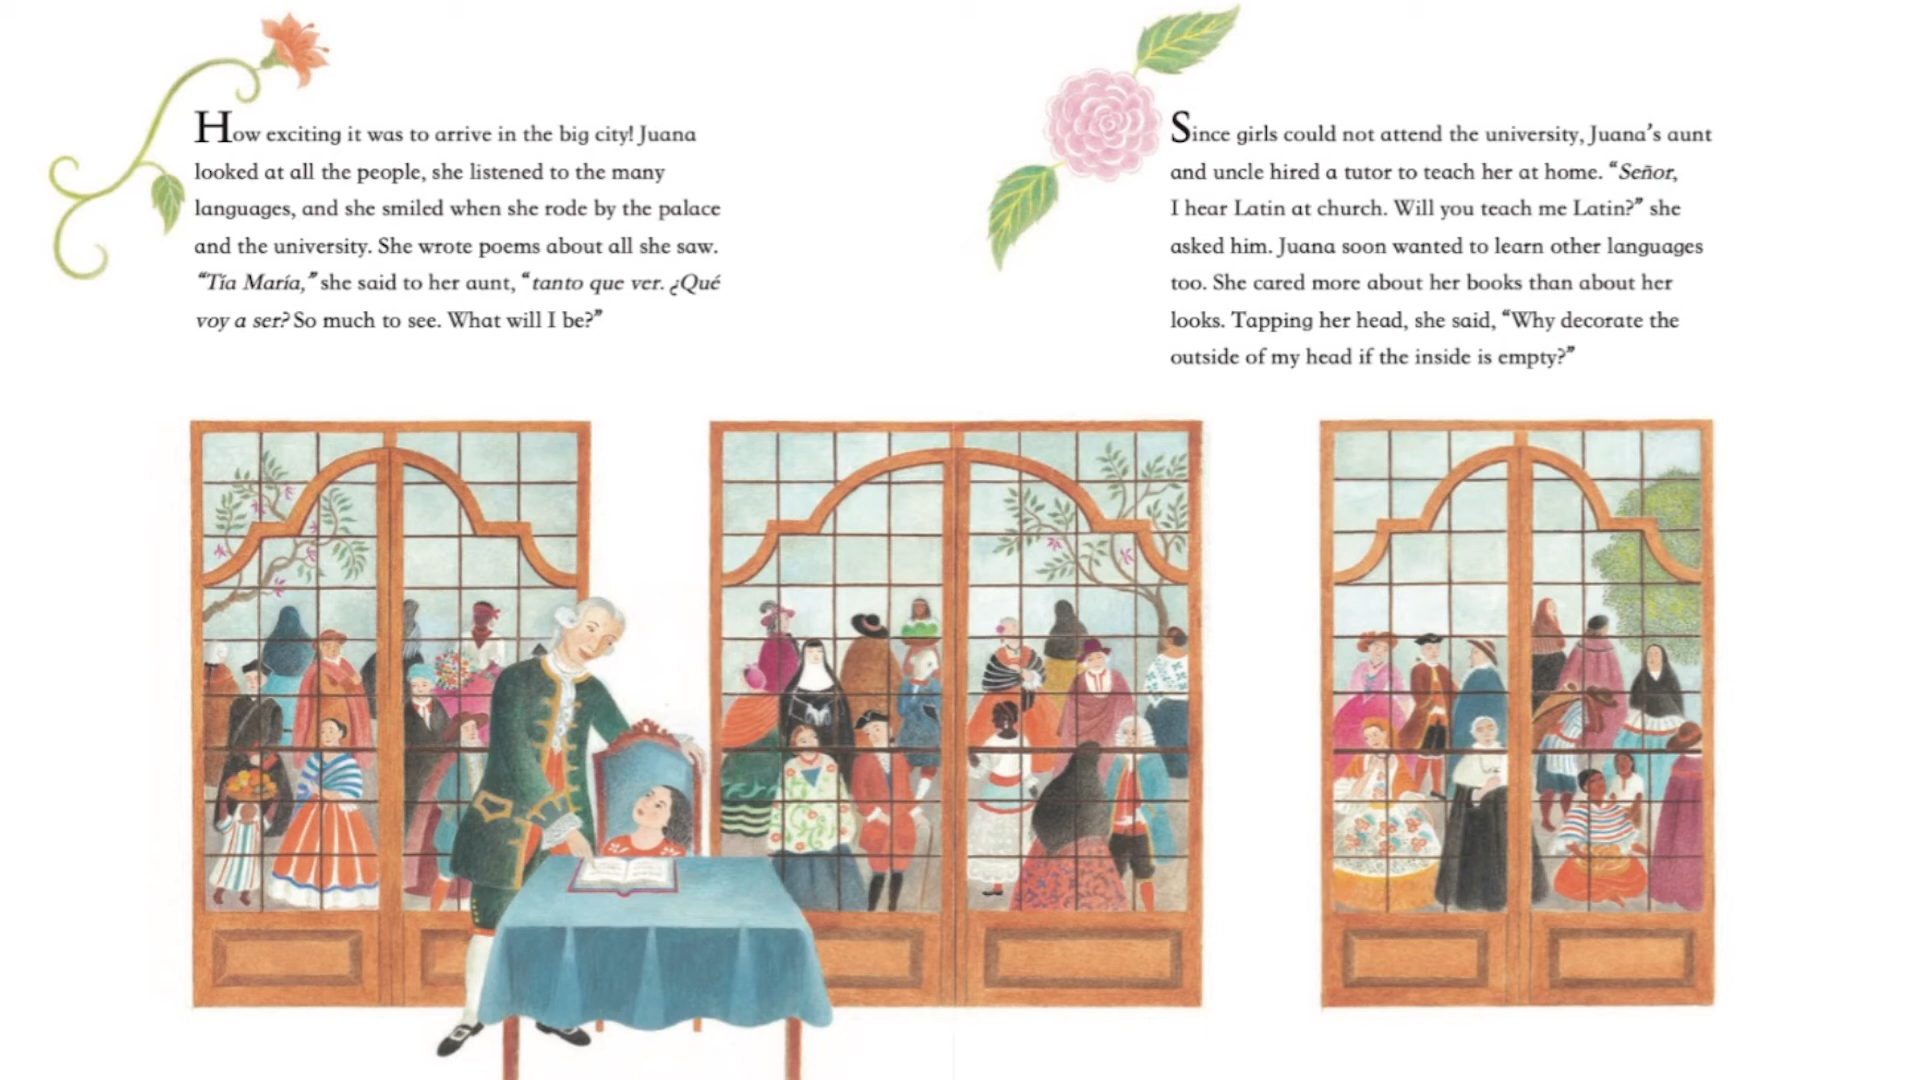 How exciting it was to arrive in the big city! Juana
looked at all the people, she listened to the many
languages, and she smiled when she rode by the palace
and the university. She wrote poems about all she saw.
“Tía María,” she said to her aunt, “tanto que ver. ¿Qué
voy a ser? So much to see. What will I be?”
Since girls could not attend the university, Juana’s aunt
and uncle hired a tutor to teach her at home. “Señor,
I hear Latin at church. Will you teach me Latin?” she
asked him. Juana soon wanted to learn other languages
too. She cared more about her books than about her
looks. Tapping her head, she said, “Why decorate the
outside of my head if the inside is empty?”